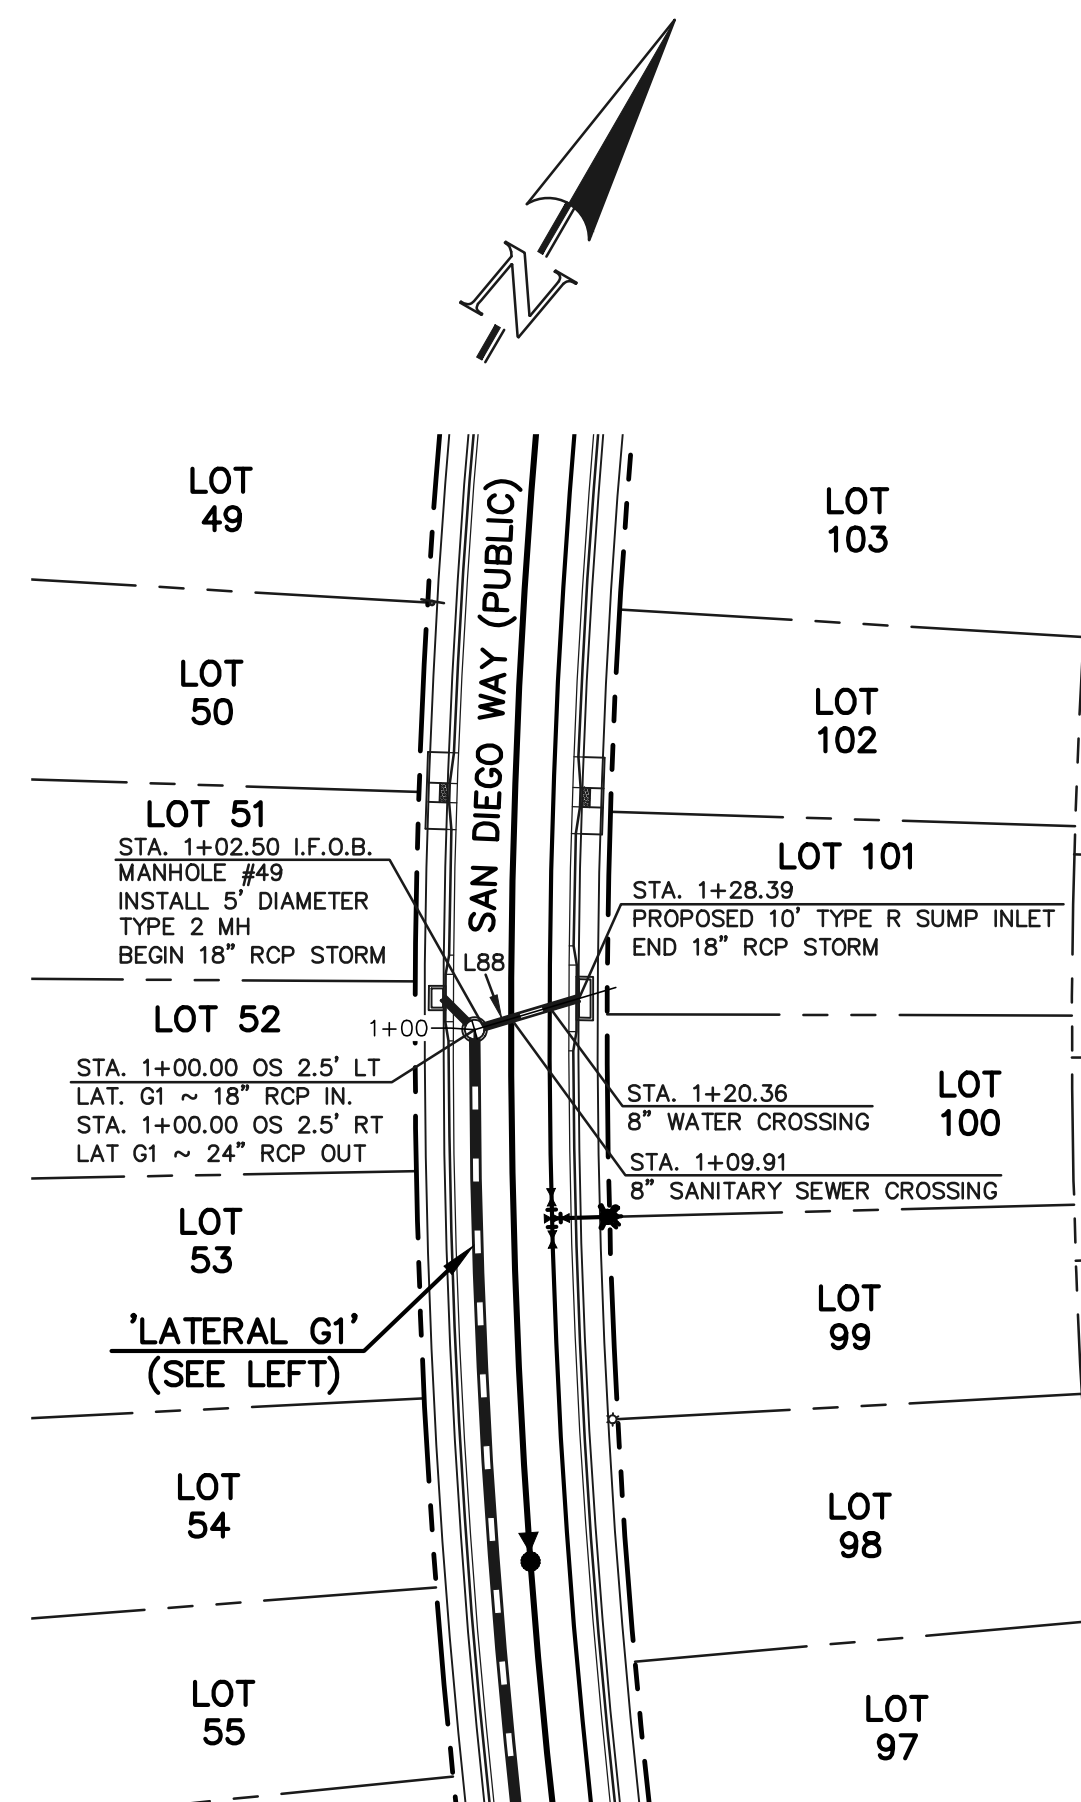 N
LOT
49
LOT
103
SAN DIEGO WAY (PUBLIC)
LOT
50
LOT
102
LOT 51
STA. 1+02.50 I.F.O.B.
MANHOLE #49
INSTALL 5' DIAMETER
TYPE 2 MH
BEGIN 18" RCP STORM
LOT 101
STA. 1+28.39
PROPOSED 10' TYPE R SUMP INLET
END 18" RCP STORM
L88
LOT 52
1+00
STA. 1+00.00 OS 2.5' LT
LAT. G1 ~ 18" RCP IN.
STA. 1+00.00 OS 2.5' RT
LAT G1 ~ 24" RCP OUT
LOT
100
STA. 1+20.36
8" WATER CROSSING
STA. 1+09.91
8" SANITARY SEWER CROSSING
LOT
53
'LATERAL G1'
(SEE LEFT)
LOT
99
LOT
54
LOT
98
LOT
55
LOT
97